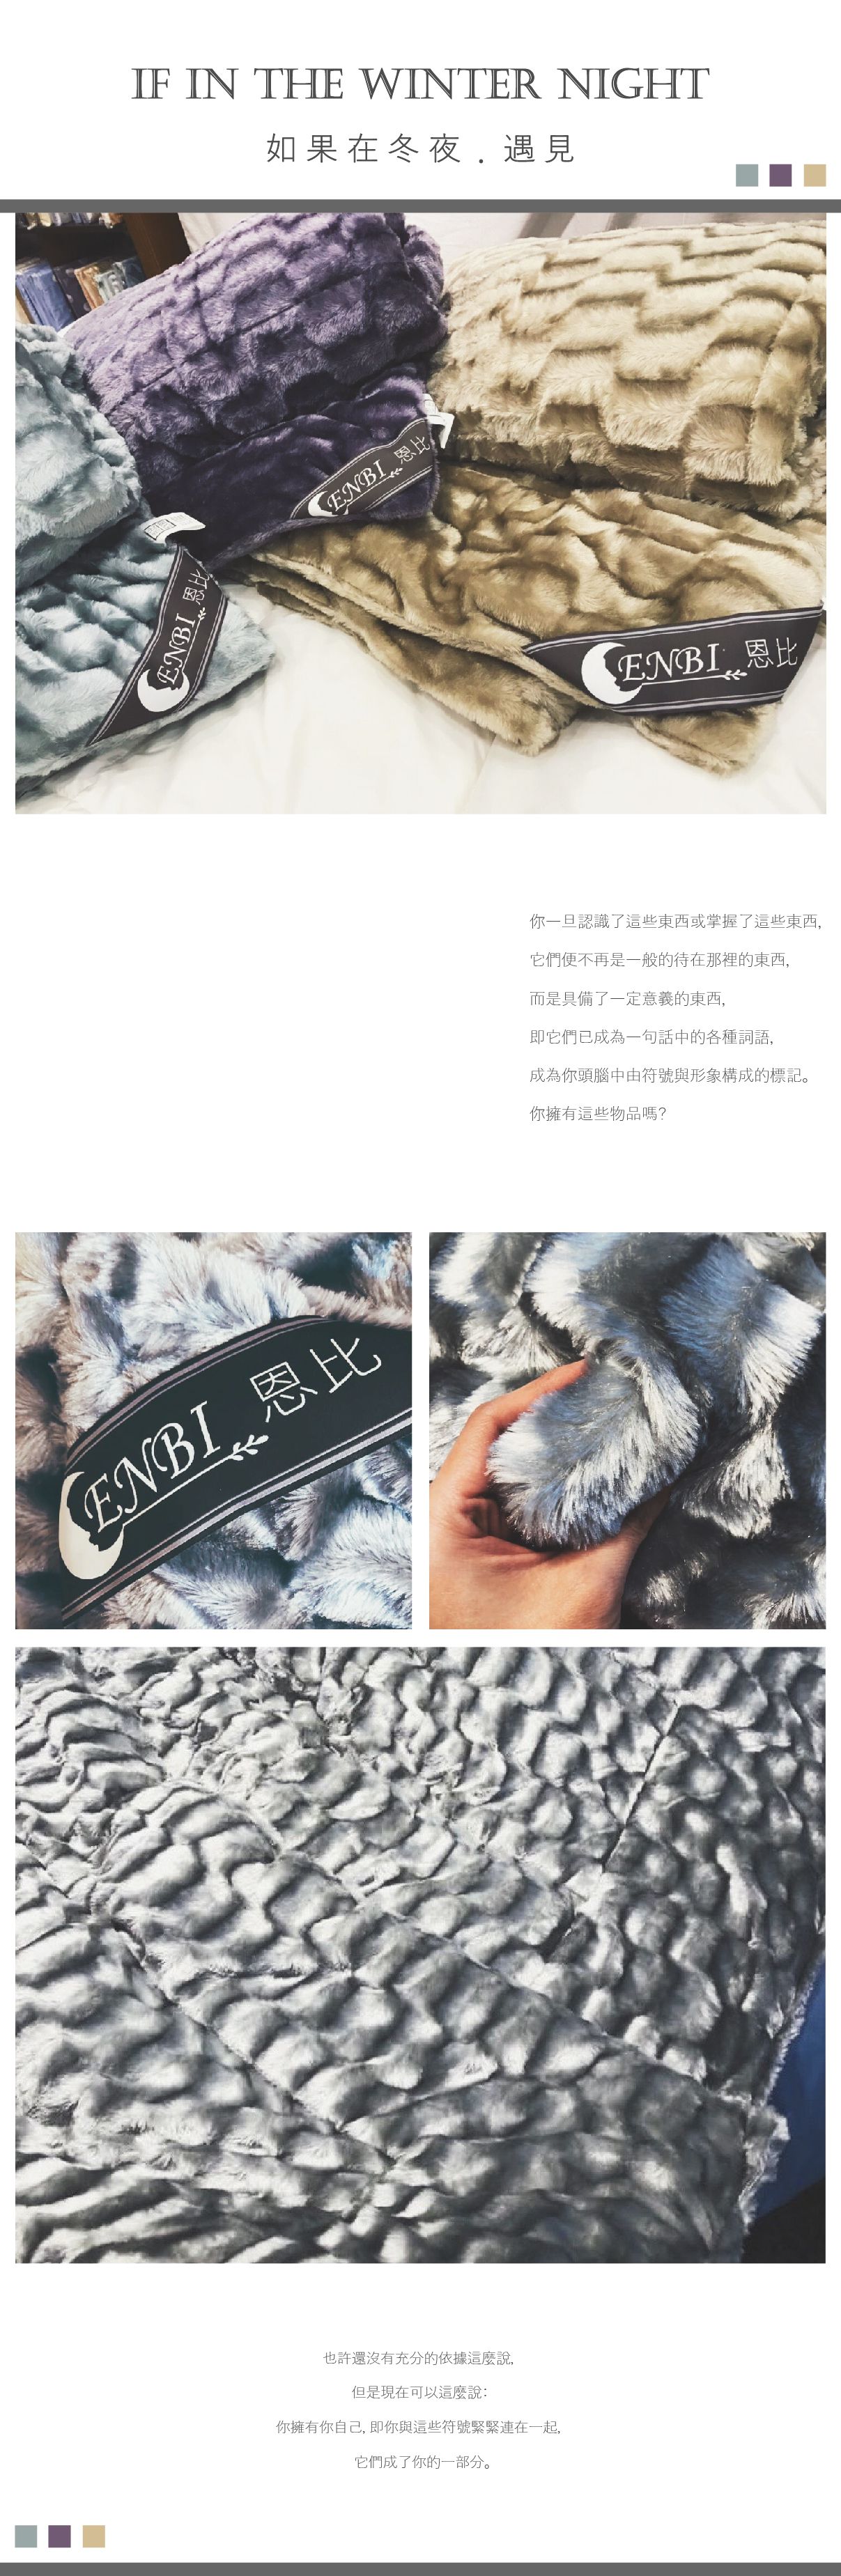 IF IN THE WINTER NIGHT
如果在冬夜．遇見
ENBI 恩比
ENBI 恩比
ENBI 恩比
你一旦認識了這些東西或掌握了這些東西,
它們便不再是一般的待在那裡的東西,
而是具備了一定意義的東西,
即它們已成為一句話中的各種詞語,
成為你頭腦中由符號與形象構成的標記。
你擁有這些物品嗎?
ENBI 恩比
也許還沒有充分的依據這麼說,
但是現在可以這麼說:
你擁有你自己, 即你與這些符號緊緊連在一起,
它們成了你的一部分。